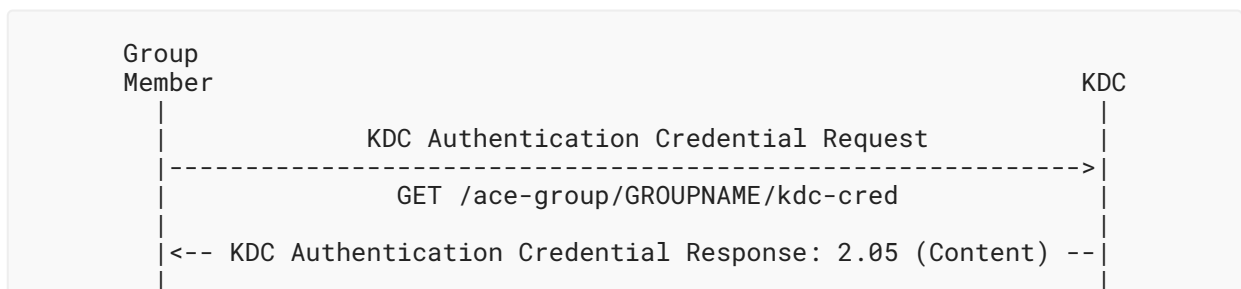 Group
Member KDC
| |
| KDC Authentication Credential Request |
|------------------------------------------------------------>|
| GET /ace-group/GROUPNAME/kdc-cred |
| |
|<-- KDC Authentication Credential Response: 2.05 (Content) --|
| |